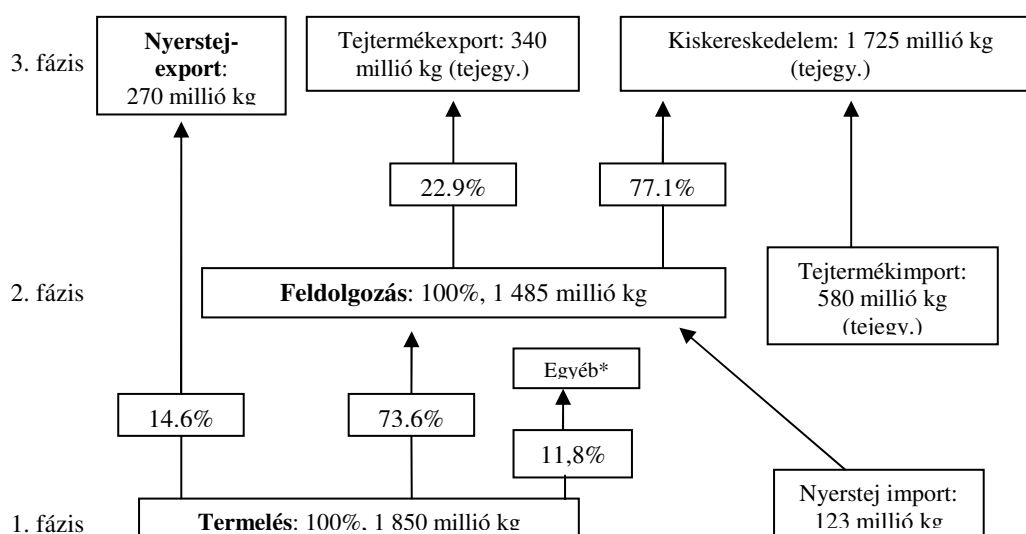 3. fázis
Nyerstej-
export:
270 millió kg
Tejtermékexport: 340
millió kg (tejegy.)
Kiskereskedelem: 1 725 millió kg
(tejegy.)
22.9%
77.1%
2. fázis
Feldolgozás: 100%, 1 485 millió kg
Tejtermékimport:
580 millió kg
(tejegy.)
Egyéb*
14.6%
73.6%
11,8%
1. fázis
Termelés: 100%, 1 850 millió kg
Nyerstej import:
123 millió kg